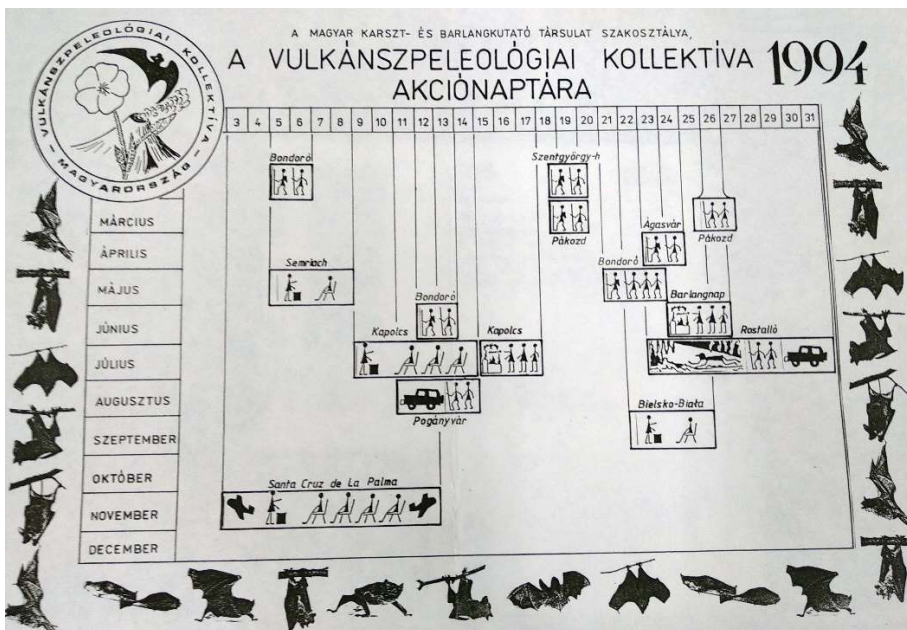 A MAGYAR KARSZT- ÉS BARLANGKUTATÓ TÁRSULAT SZAKOSZTÁLYA,
A VULKÁNSZPELEOLÓGIAI KOLLEKTÍVA 1994
AKCIÓNAPTÁRA
VULKÁNSZPELEOLÓGIAI KOLLEKTÍVA - MAGYARORSZÁG -
3 4 5 6 7 8 9 10 11 12 13 14 15 16 17 18 19 20 21 22 23 24 25 26 27 28 29 30 31
Bondoró Szentgyörgy-h
MÁRCIUS
Pákozd Ágasvár Pákozd
ÁPRILIS
Semriach Bondoró
MÁJUS
Bondoró Barlangnap
JÚNIUS
Kapolcs Kapolcs Rostalló
JÚLIUS
AUGUSZTUS
Pogányvár Bielsko-Biała
SZEPTEMBER
OKTÓBER
Santa Cruz de La Palma
NOVEMBER
DECEMBER